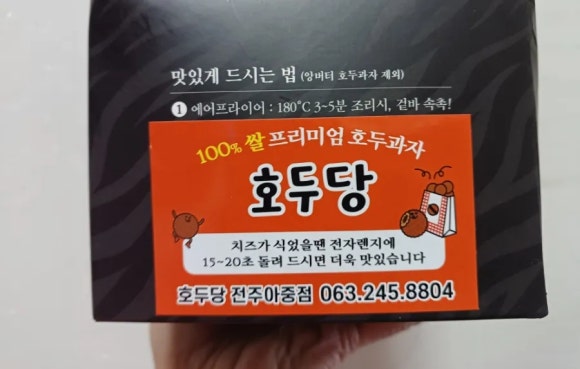 맛있게 드시는 법 (앙버터 호두과자 제외)
1 에어프라이어 : 180°C 3~5분 조리시, 겉바 속촉!
100% 쌀 프리미엄 호두과자
호두당
치즈가 식었을땐 전자렌지에
15~20초 돌려 드시면 더욱 맛있습니다
호두당 전주아중점 063.245.8804